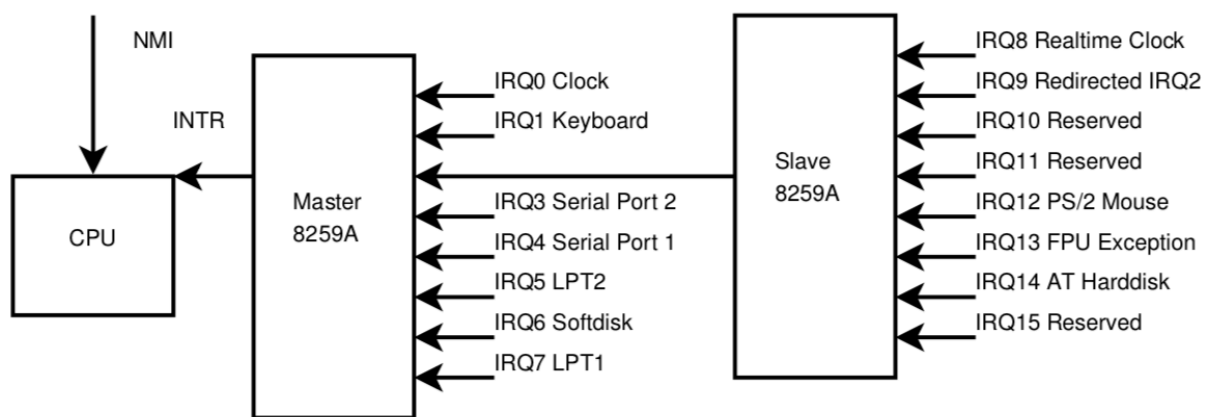 NMI
INTR
CPU
Master
8259A
IRQ0 Clock
IRQ1 Keyboard
IRQ3 Serial Port 2
IRQ4 Serial Port 1
IRQ5 LPT2
IRQ6 Softdisk
IRQ7 LPT1
Slave
8259A
IRQ8 Realtime Clock
IRQ9 Redirected IRQ2
IRQ10 Reserved
IRQ11 Reserved
IRQ12 PS/2 Mouse
IRQ13 FPU Exception
IRQ14 AT Harddisk
IRQ15 Reserved